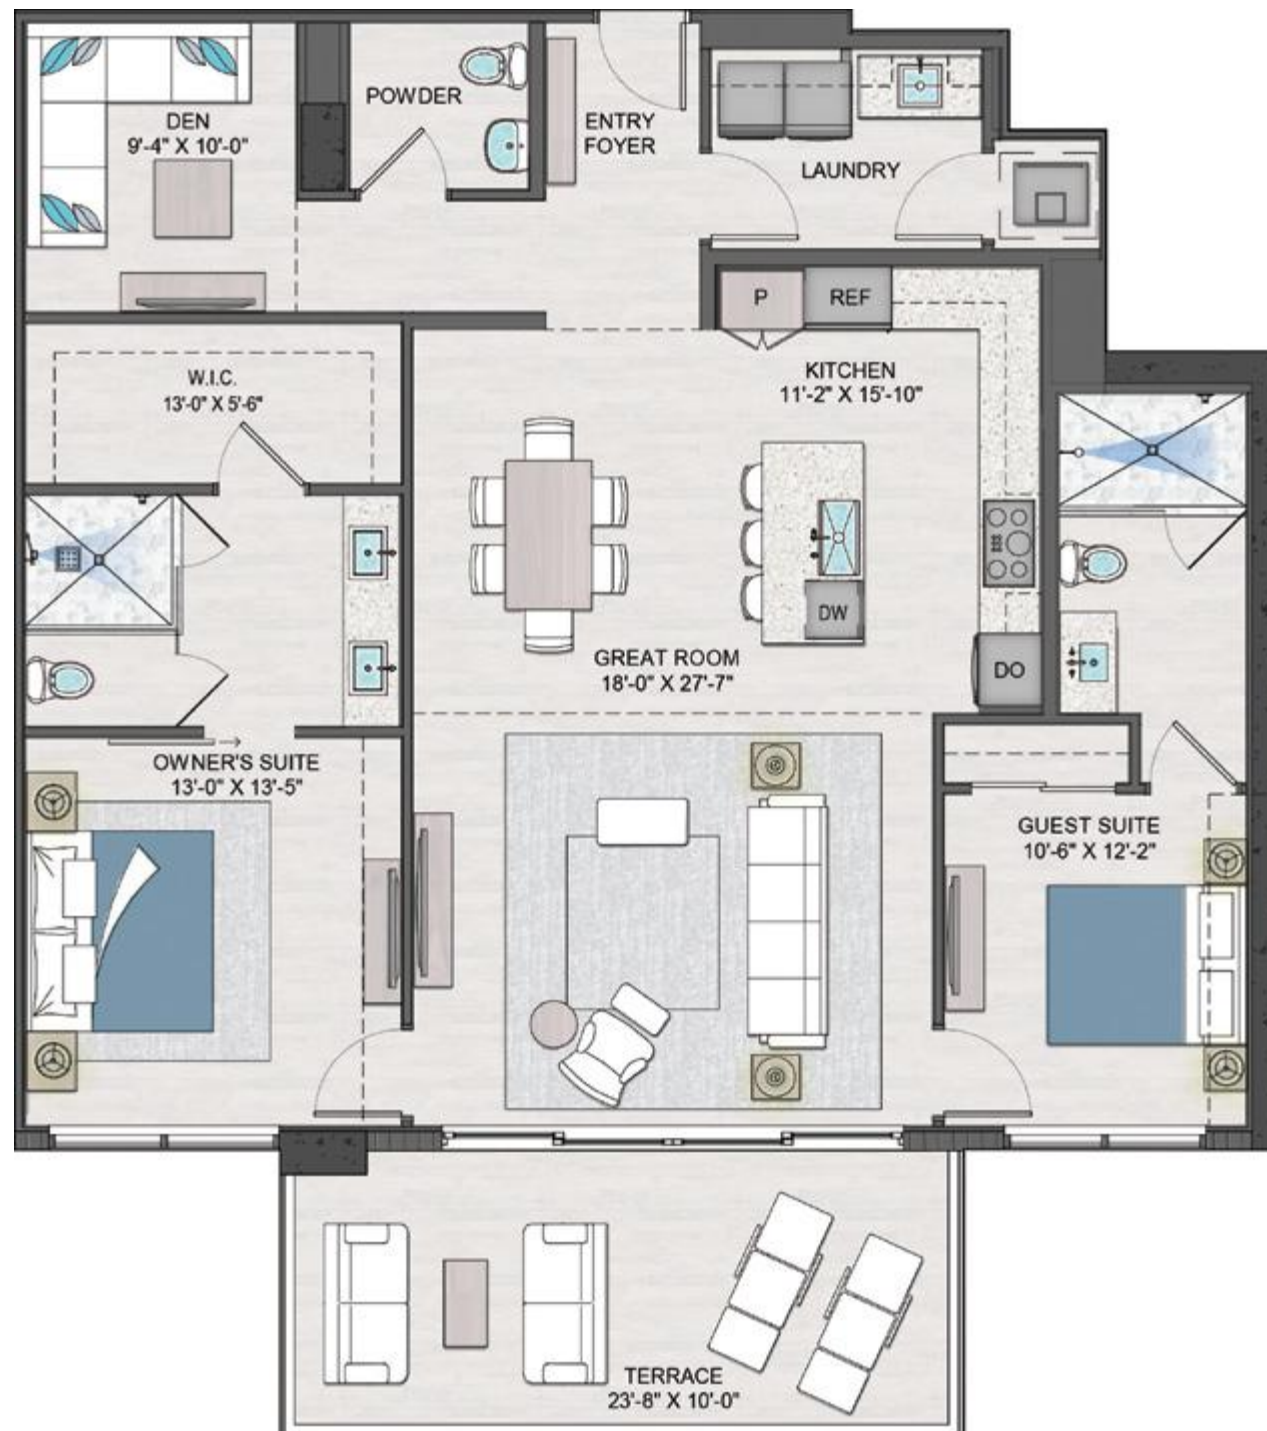 POWDER
DEN
9'-4" X 10'-0"
ENTRY
FOYER
LAUNDRY
P
REF
KITCHEN
11'-2" X 15'-10"
W.I.C.
13'-0" X 5'-6"
DW
GREAT ROOM
18'-0" X 27'-7"
DO
OWNER'S SUITE
13'-0" X 13'-5"
GUEST SUITE
10'-6" X 12'-2"
TERRACE
23'-8" X 10'-0"